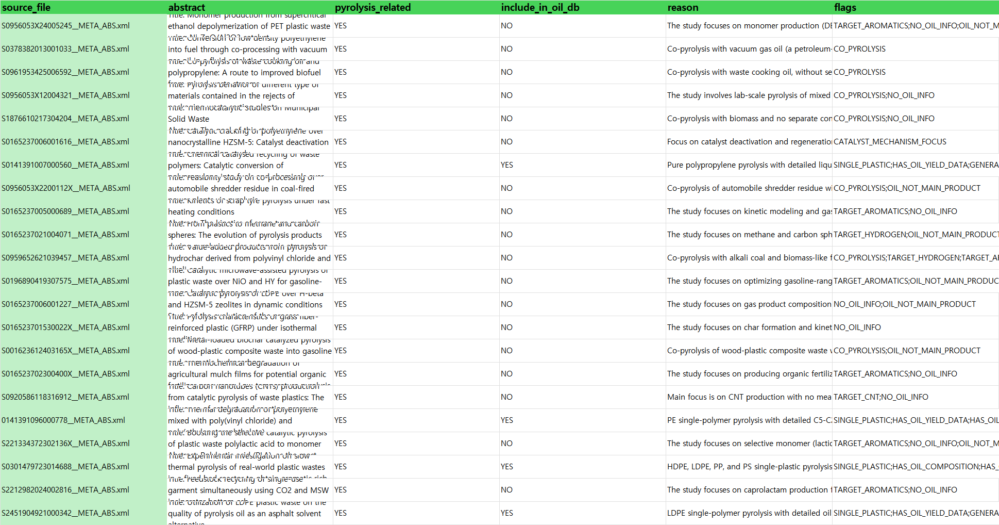 source_file abstract pyrolysis_related include_in_oil_db reason flags
S0956053X24005245__META_ABS.xml
Title: Monomer production from supercritical
ethanol depolymerization of PET plastic waste
YES NO The study focuses on monomer production (DE TARGET_AROMATICS;NO_OIL_INFO;OIL_NOT_M
S0378382013001033__META_ABS.xml
Title: Conversion of low density polyethylene
into fuel through co-processing with vacuum
YES NO Co-pyrolysis with vacuum gas oil (a petroleum- CO_PYROLYSIS
S0961953425006592__META_ABS.xml
Title: Co-pyrolysis of waste cooking oil and
polypropylene: A route to improved biofuel
YES NO Co-pyrolysis with waste cooking oil, without se CO_PYROLYSIS
S0956053X12004321__META_ABS.xml
Title: Pyrolysis behavior of different type of
materials contained in the rejects of
YES NO The study involves lab-scale pyrolysis of mixed CO_PYROLYSIS;NO_OIL_INFO
S1876610217304204__META_ABS.xml
Title: Thermocatalytic Studies on Municipal
Solid Waste
Abstract: The goal of this study was to
YES NO Co-pyrolysis with biomass and no separate con CO_PYROLYSIS;NO_OIL_INFO
S0165237006001616__META_ABS.xml
Title: Catalytic cracking of polyethylene over
nanocrystalline HZSM-5: Catalyst deactivation
YES NO Focus on catalyst deactivation and regeneratio CATALYST_MECHANISM_FOCUS
S0141391007000560__META_ABS.xml
Title: Chemical catalysed recycling of waste
polymers: Catalytic conversion of
YES YES Pure polypropylene pyrolysis with detailed liqu SINGLE_PLASTIC;HAS_OIL_YIELD_DATA;GENERA
S0956053X2200112X__META_ABS.xml
Title: Feasibility study on co-processing of
automobile shredder residue in coal-fired
YES NO Co-pyrolysis of automobile shredder residue wi CO_PYROLYSIS;OIL_NOT_MAIN_PRODUCT
S0165237005000689__META_ABS.xml
Title: Kinetics of scrap tyre pyrolysis under fast
heating conditions
YES NO The study focuses on kinetic modeling and gas TARGET_AROMATICS;NO_OIL_INFO
S0165237021004071__META_ABS.xml
Title: From plastics to methane and carbon
spheres: The evolution of pyrolysis products
YES NO The study focuses on methane and carbon sph TARGET_HYDROGEN;OIL_NOT_MAIN_PRODUCT
S0959652621039457__META_ABS.xml
Title: Value-added products from pyrolysis of
hydrochar derived from polyvinyl chloride and
alkali coal
YES NO Co-pyrolysis with alkali coal and biomass-like f CO_PYROLYSIS;TARGET_HYDROGEN;TARGET_A
S0196890419307575__META_ABS.xml
Title: Catalytic microwave-assisted pyrolysis of
plastic waste over NiO and HY for gasoline-
YES NO The study focuses on optimizing gasoline-rang TARGET_AROMATICS;OIL_NOT_MAIN_PRODUC
S0165237006001227__META_ABS.xml
Title: Catalytic pyrolysis of LDPE over H-beta
and HZSM-5 zeolites in dynamic conditions
YES NO The study focuses on gas product composition NO_OIL_INFO;OIL_NOT_MAIN_PRODUCT
S016523701530022X__META_ABS.xml
Title: Pyrolysis characteristics of glass fiber-
reinforced plastic (GFRP) under isothermal
conditions
YES NO The study focuses on char formation and kinet NO_OIL_INFO
S001623612403165X__META_ABS.xml
Title: Metal-loaded biochar catalyzed pyrolysis
of wood-plastic composite waste into gasoline
YES NO Co-pyrolysis of wood-plastic composite waste w CO_PYROLYSIS;OIL_NOT_MAIN_PRODUCT
S016523702300400X__META_ABS.xml
Title: Thermochemical degradation of
agricultural mulch films for potential organic
YES NO The study focuses on producing organic fertiliz TARGET_AROMATICS;NO_OIL_INFO
S0920586118316912__META_ABS.xml
Title: Carbon nanotubes (CNTs) production
from catalytic pyrolysis of waste plastics: The
YES NO Main focus is on CNT production with no mea TARGET_CNT;NO_OIL_INFO
0141391096000778__META_ABS.xml
Title: Thermal degradation of polyethylene
mixed with poly(vinyl chloride) and
poly(ethyleneterephthalate)
YES YES PE single-polymer pyrolysis with detailed C5-C SINGLE_PLASTIC;HAS_OIL_YIELD_DATA;HAS_OIL
S221334372302136X__META_ABS.xml
Title: Boosting the selective catalytic pyrolysis
of plastic waste polylactic acid to monomer
YES NO The study focuses on selective monomer (lactic TARGET_AROMATICS;NO_OIL_INFO;OIL_NOT_M
S0301479723014688__META_ABS.xml
Title: Experimental investigation on slow
thermal pyrolysis of real-world plastic wastes
YES YES HDPE, LDPE, PP, and PS single-plastic pyrolysis SINGLE_PLASTIC;HAS_OIL_COMPOSITION;HAS_
S2212982024002816__META_ABS.xml
Title: Feedstock recycling of single-use
garment simultaneously using CO2 and MSW
YES NO The study focuses on caprolactam production f TARGET_AROMATICS;NO_OIL_INFO
S2451904921000342__META_ABS.xml
Title: Utilization of LDPE plastic waste on the
quality of pyrolysis oil as an asphalt solvent
alternative
YES YES LDPE single-polymer pyrolysis with detailed oil SINGLE_PLASTIC;HAS_OIL_YIELD_DATA;GENERA